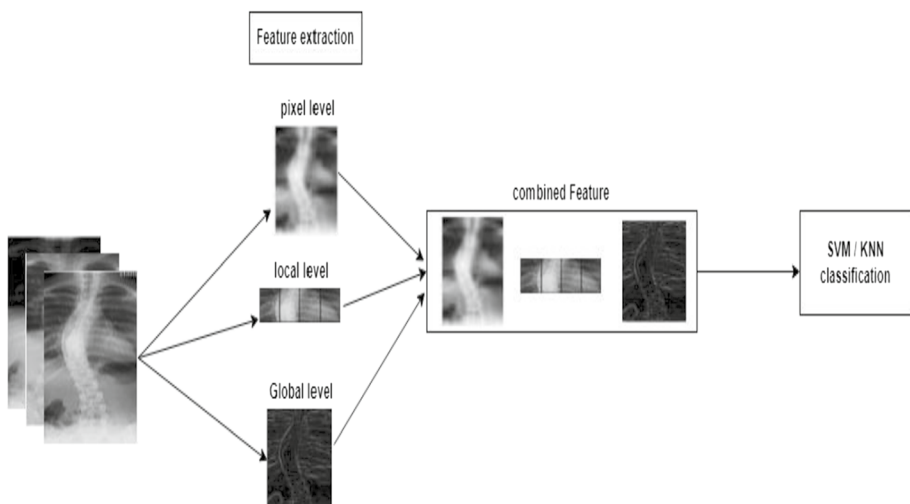 Feature extraction
pixel level
local level
Global level
combined Feature
SVM / KNN
classification